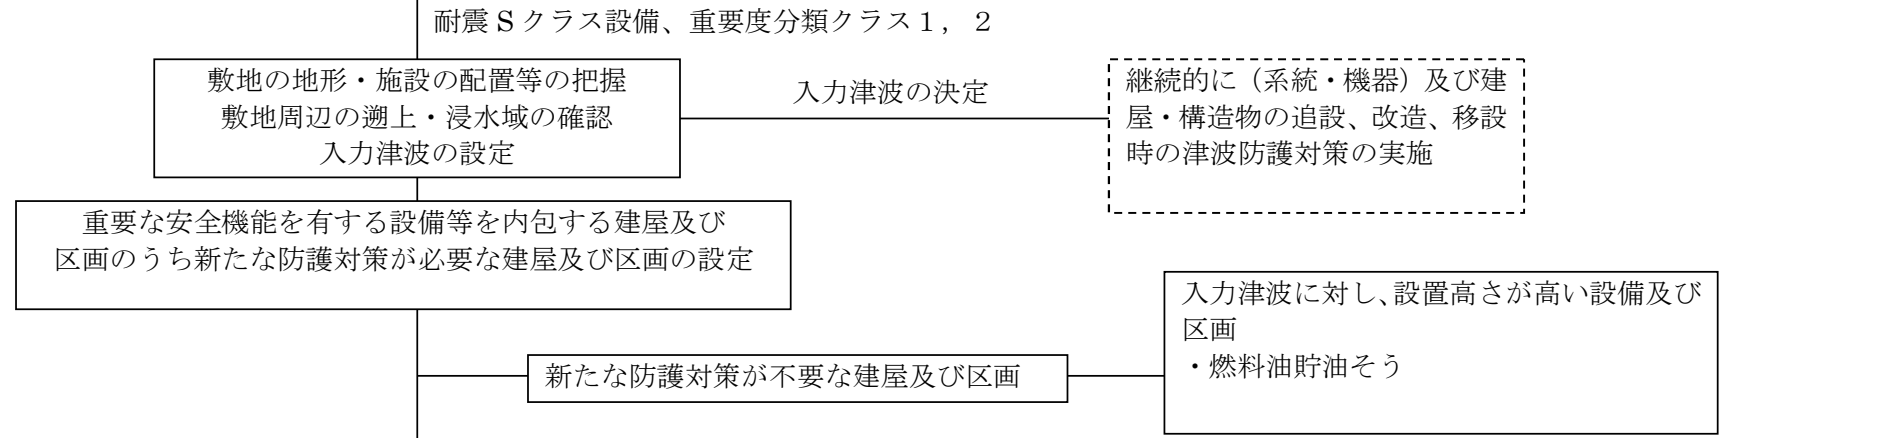 耐震 S クラス設備、重要度分類クラス１，２
敷地の地形・施設の配置等の把握
敷地周辺の遡上・浸水域の確認
入力津波の設定
入力津波の決定
継続的に（系統・機器）及び建
屋・構造物の追設、改造、移設
時の津波防護対策の実施
重要な安全機能を有する設備等を内包する建屋及び
区画のうち新たな防護対策が必要な建屋及び区画の設定
新たな防護対策が不要な建屋及び区画
入力津波に対し、設置高さが高い設備及び
区画
・燃料油貯油そう